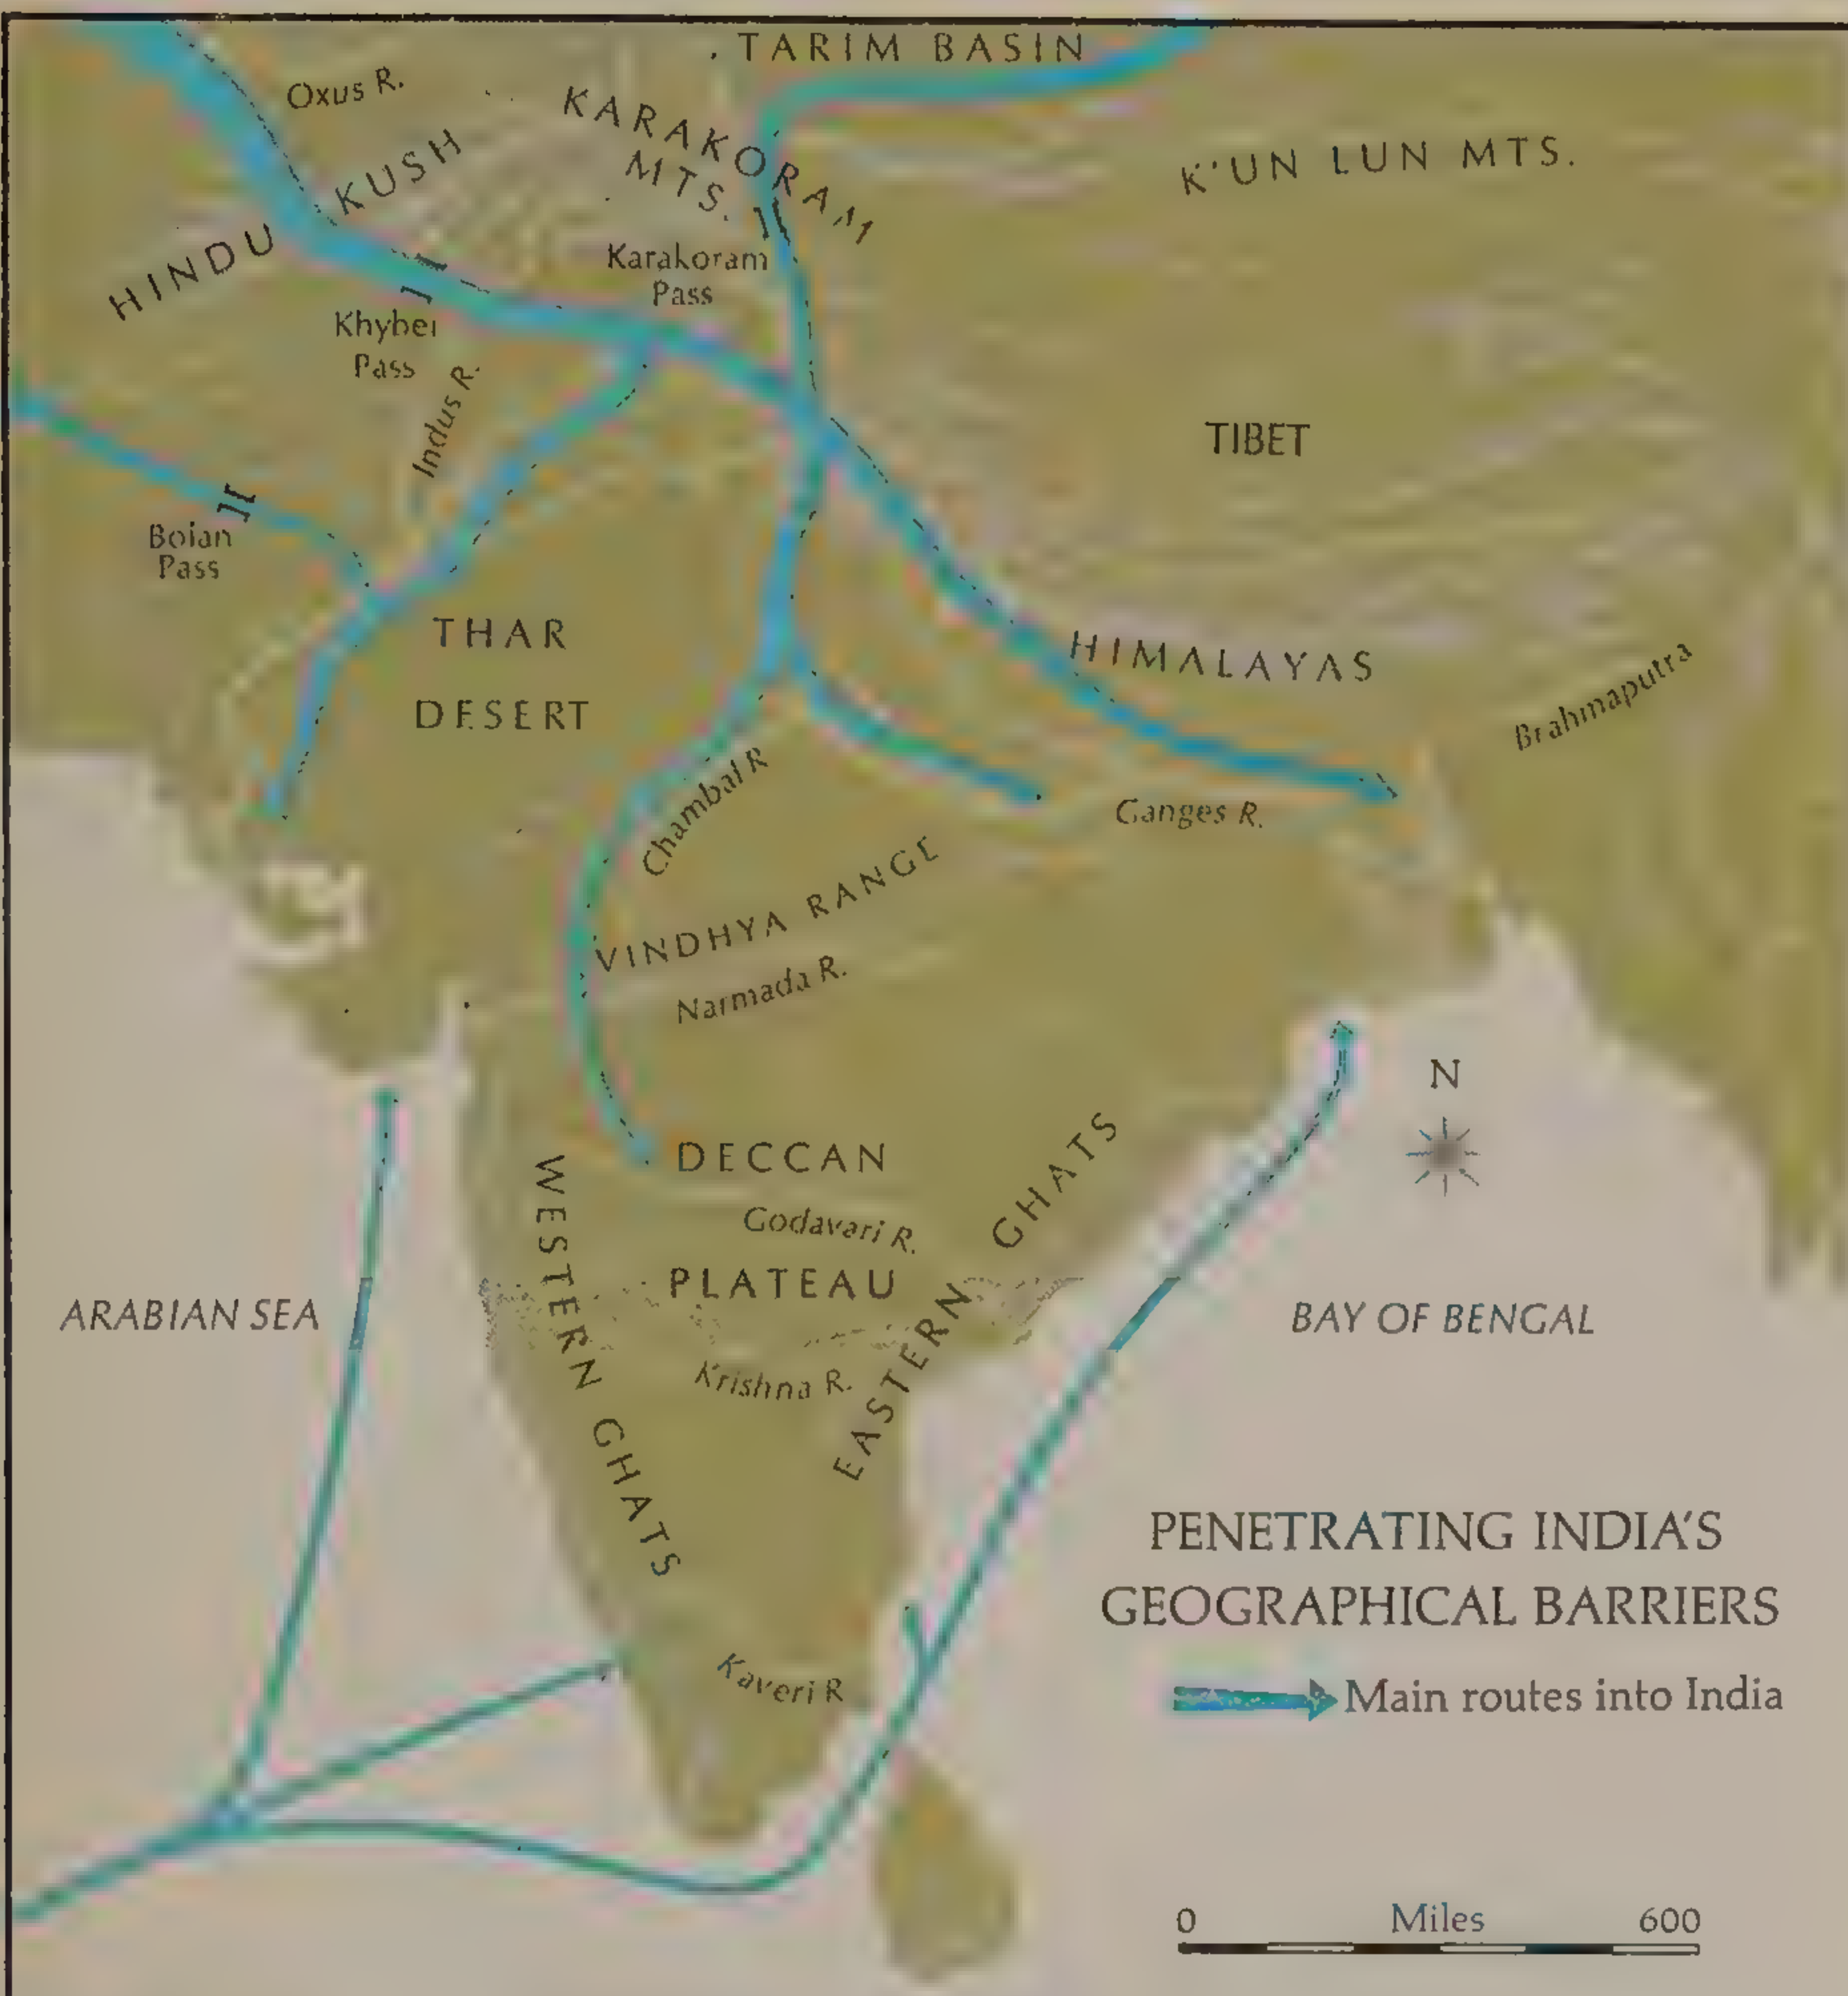 TARIM BASIN
Oxus R.
KARAKORAM
MTS.
K'UN LUN MTS.
HINDU KUSH
Karakoram
Pass
Khyber
Pass
Indus R.
TIBET
Bolan
Pass
THAR
DESERT
HIMALAYAS
Brahmaputra
Chambal R
Ganges R.
VINDHYA RANGE
Narmada R.
N
DECCAN
Godavari R.
PLATEAU
WESTERN GHATS
EASTERN GHATS
ARABIAN SEA
BAY OF BENGAL
Krishna R.
PENETRATING INDIA'S
GEOGRAPHICAL BARRIERS
Kaveri R
Main routes into India
0 Miles 600